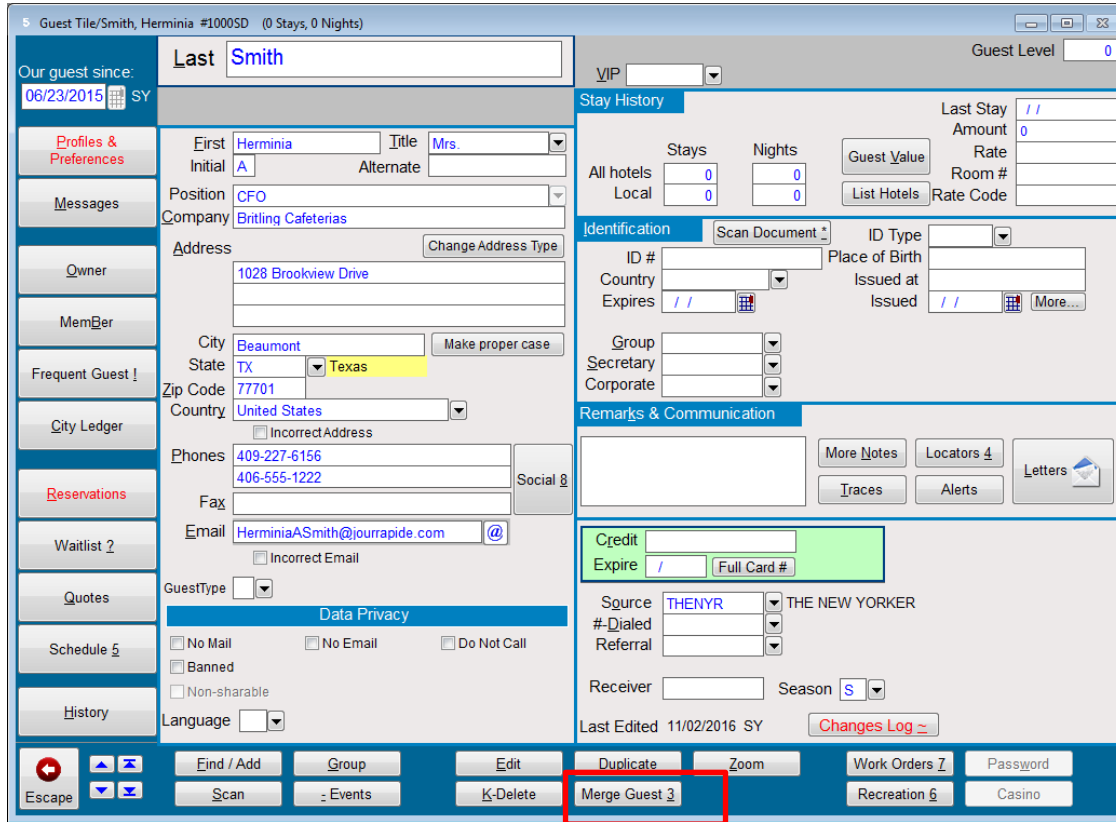 5 Guest Tile/Smith, Herminia #1000SD (0 Stays, 0 Nights)
Our guest since:
06/23/2015 SY
Last Smith
VIP
Guest Level 0
Profiles & Preferences
Messages
Owner
MemBer
Frequent Guest !
City Ledger
Reservations
Waitlist ?
Quotes
Schedule 5
History
First Herminia Title Mrs.
Initial A Alternate
Position CFO
Company Britling Cafeterias
Address Change Address Type
1028 Brookview Drive
City Beaumont Make proper case
State TX Texas
Zip Code 77701
Country United States
Incorrect Address
Phones 409-227-6156
406-555-1222
Social 8
Fax
Email HerminiaASmith@jourrapide.com @
Incorrect Email
GuestType
Data Privacy
No Mail No Email Do Not Call
Banned
Non-sharable
Language
Stay History
Last Stay / /
Amount 0
Stays Nights Guest Value Rate
All hotels 0 0 Room #
Local 0 0 List Hotels Rate Code
Identification Scan Document * ID Type
ID # Place of Birth
Country Issued at
Expires / / Issued / / More...
Group
Secretary
Corporate
Remarks & Communication
More Notes Locators 4 Letters
Traces Alerts
Credit
Expire / Full Card #
Source THENYR THE NEW YORKER
#-Dialed
Referral
Receiver Season S
Last Edited 11/02/2016 SY Changes Log ~
Escape
Find / Add Group Edit Duplicate Zoom Work Orders 7 Password
Scan - Events K-Delete Merge Guest 3 Recreation 6 Casino